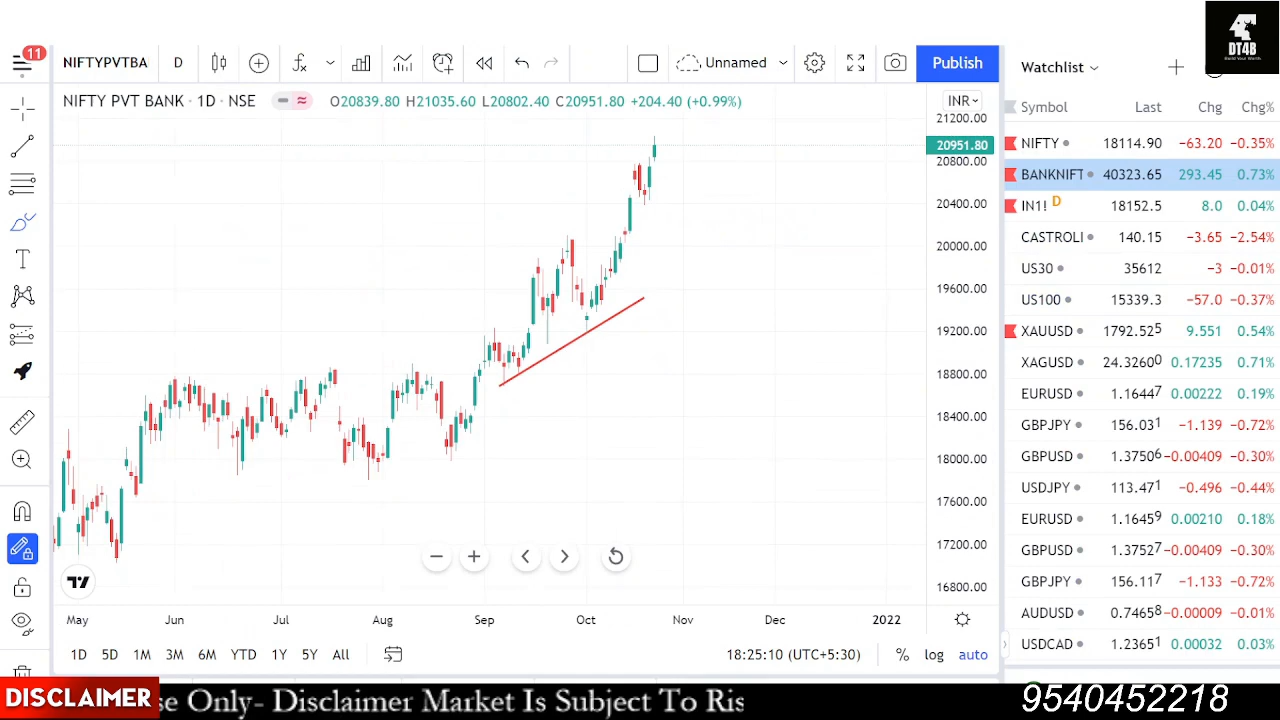 DT4B
Build Your Worth
11
NIFTYPVTBA D Unnamed Publish
NIFTY PVT BANK · 1D · NSE O20839.80 H21035.60 L20802.40 C20951.80 +204.40 (+0.99%)
INR
21200.00
20951.80
20800.00
20400.00
20000.00
19600.00
19200.00
18800.00
18400.00
18000.00
17600.00
17200.00
16800.00
May Jun Jul Aug Sep Oct Nov Dec 2022
1D 5D 1M 3M 6M YTD 1Y 5Y All
18:25:10 (UTC+5:30) % log auto
Watchlist
Symbol Last Chg Chg%
NIFTY 18114.90 −63.20 −0.35%
BANKNIFT 40323.65 293.45 0.73%
IN1! D 18152.5 8.0 0.04%
CASTROLI 140.15 −3.65 −2.54%
US30 35612 −3 −0.01%
US100 15339.3 −57.0 −0.37%
XAUUSD 1792.525 9.551 0.54%
XAGUSD 24.32600 0.17235 0.71%
EURUSD 1.16447 0.00222 0.19%
GBPJPY 156.031 −1.139 −0.72%
GBPUSD 1.37506 −0.00409 −0.30%
USDJPY 113.471 −0.496 −0.44%
EURUSD 1.16459 0.00210 0.18%
GBPUSD 1.37527 −0.00409 −0.30%
GBPJPY 156.117 −1.133 −0.72%
AUDUSD 0.74658 −0.00009 −0.01%
USDCAD 1.23651 0.00032 0.03%
DISCLAIMER
se Only- Disclaimer Market Is Subject To Ris
9540452218